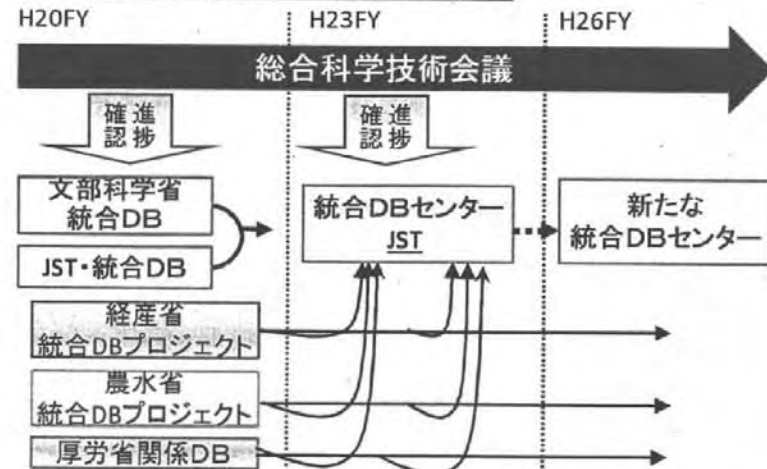 H20FY
H23FY
H26FY
総合科学技術会議
進捗
確認
進捗
確認
文部科学省
統合DB
JST・統合DB
統合DBセンター
JST
新たな
統合DBセンター
経産省
統合DBプロジェクト
農水省
統合DBプロジェクト
厚労省関係DB